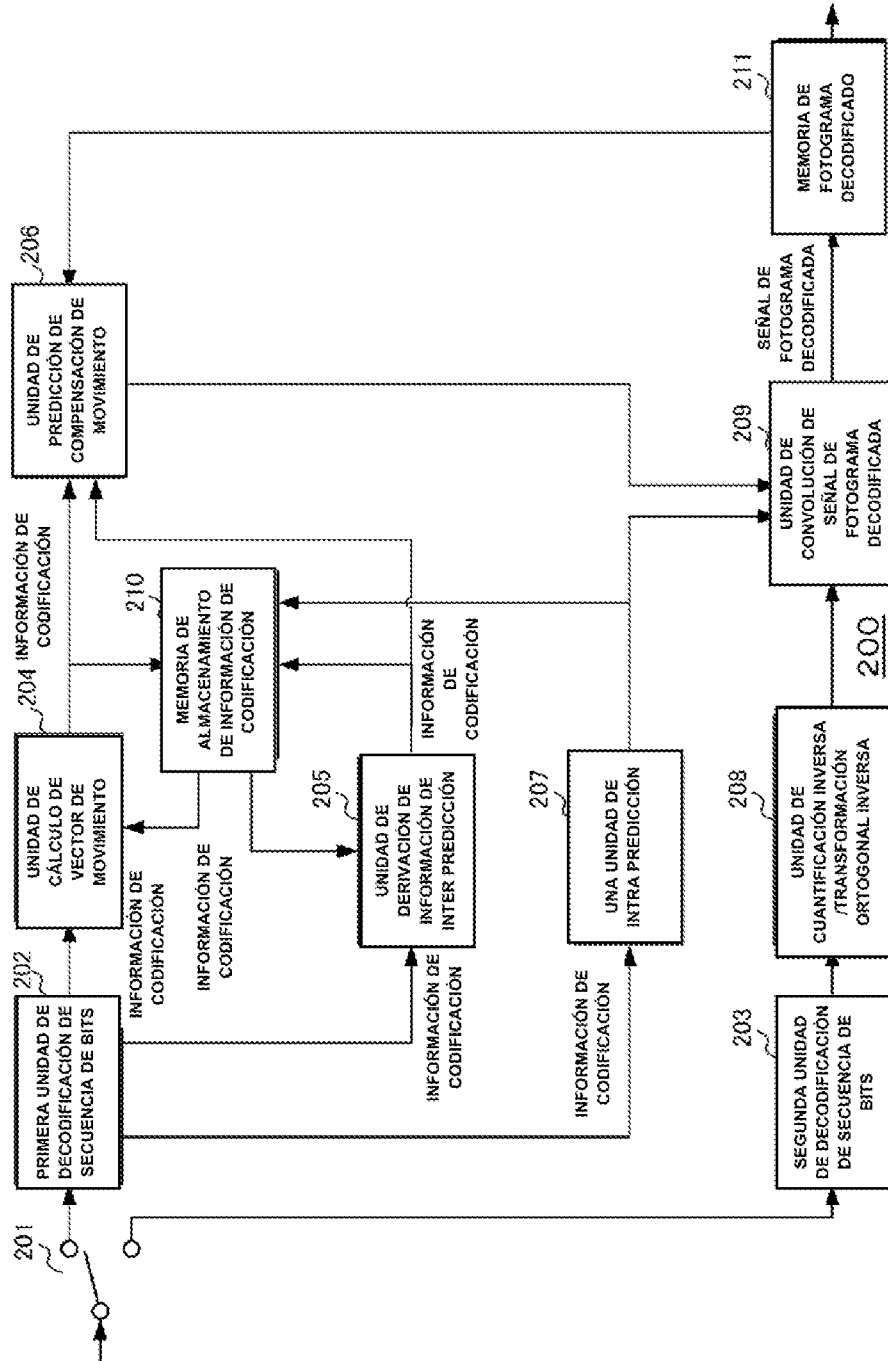 201
202
PRIMERA UNIDAD DE
DECODIFICACIÓN DE
SECUENCIA DE BITS
204
UNIDAD DE
CÁLCULO DE
VECTOR DE
MOVIMIENTO
INFORMACIÓN DE
CODIFICACIÓN
206
UNIDAD DE
PREDICCIÓN DE
COMPENSACIÓN DE
MOVIMIENTO
INFORMACIÓN DE
CODIFICACIÓN
INFORMACIÓN DE
CODIFICACIÓN
210
MEMORIA DE
ALMACENAMIENTO
DE INFORMACIÓN DE
CODIFICACIÓN
INFORMACIÓN DE
CODIFICACIÓN
205
UNIDAD DE
DERIVACIÓN DE
INFORMACIÓN DE
INTER PREDICCIÓN
INFORMACIÓN
DE
CODIFICACIÓN
INFORMACIÓN DE
CODIFICACIÓN
207
UNA UNIDAD DE
INTRA PREDICCIÓN
203
SEGUNDA UNIDAD
DE DECODIFICACIÓN
DE SECUENCIA DE
BITS
208
UNIDAD DE
CUANTIFICACIÓN INVERSA
/TRANSFORMACIÓN
ORTOGONAL INVERSA
209
UNIDAD DE
CONVOLUCIÓN DE
SEÑAL DE
FOTOGRAMA
DECODIFICADA
SEÑAL DE
FOTOGRAMA
DECODIFICADA
211
MEMORIA DE
FOTOGRAMA
DECODIFICADO
200